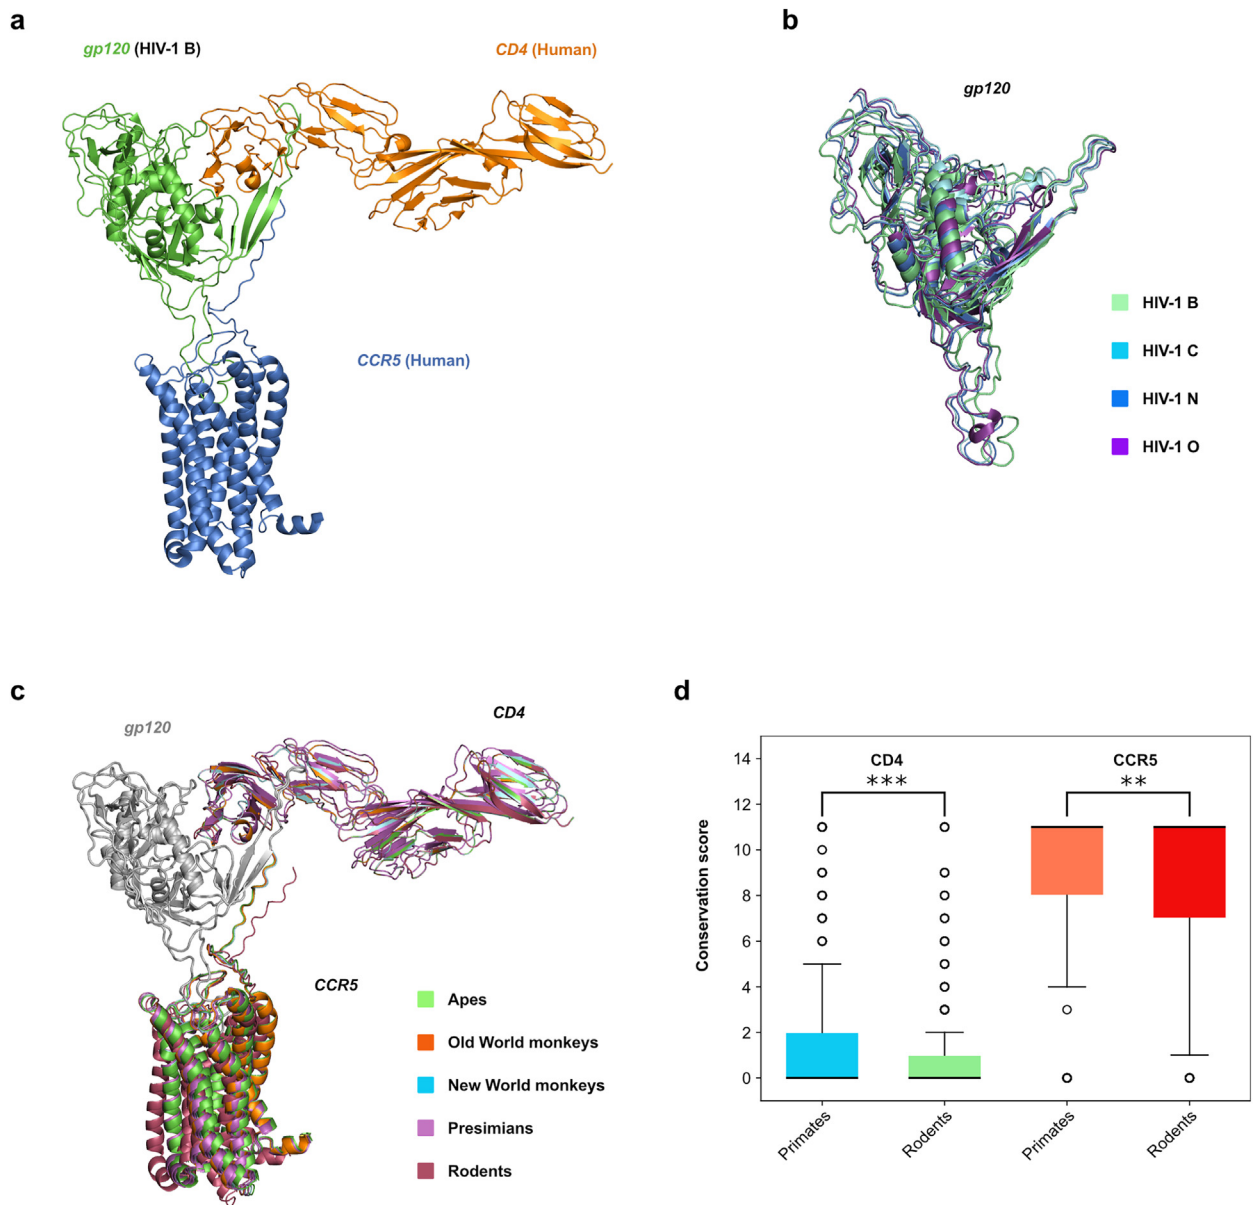 a
gp120 (HIV-1 B)
CD4 (Human)
CCR5 (Human)
b
gp120
HIV-1 B
HIV-1 C
HIV-1 N
HIV-1 O
c
gp120
CD4
CCR5
Apes
Old World monkeys
New World monkeys
Presimians
Rodents
d
Conservation score
14
12
10
8
6
4
2
0
CD4
***
CCR5
**
Primates
Rodents
Primates
Rodents